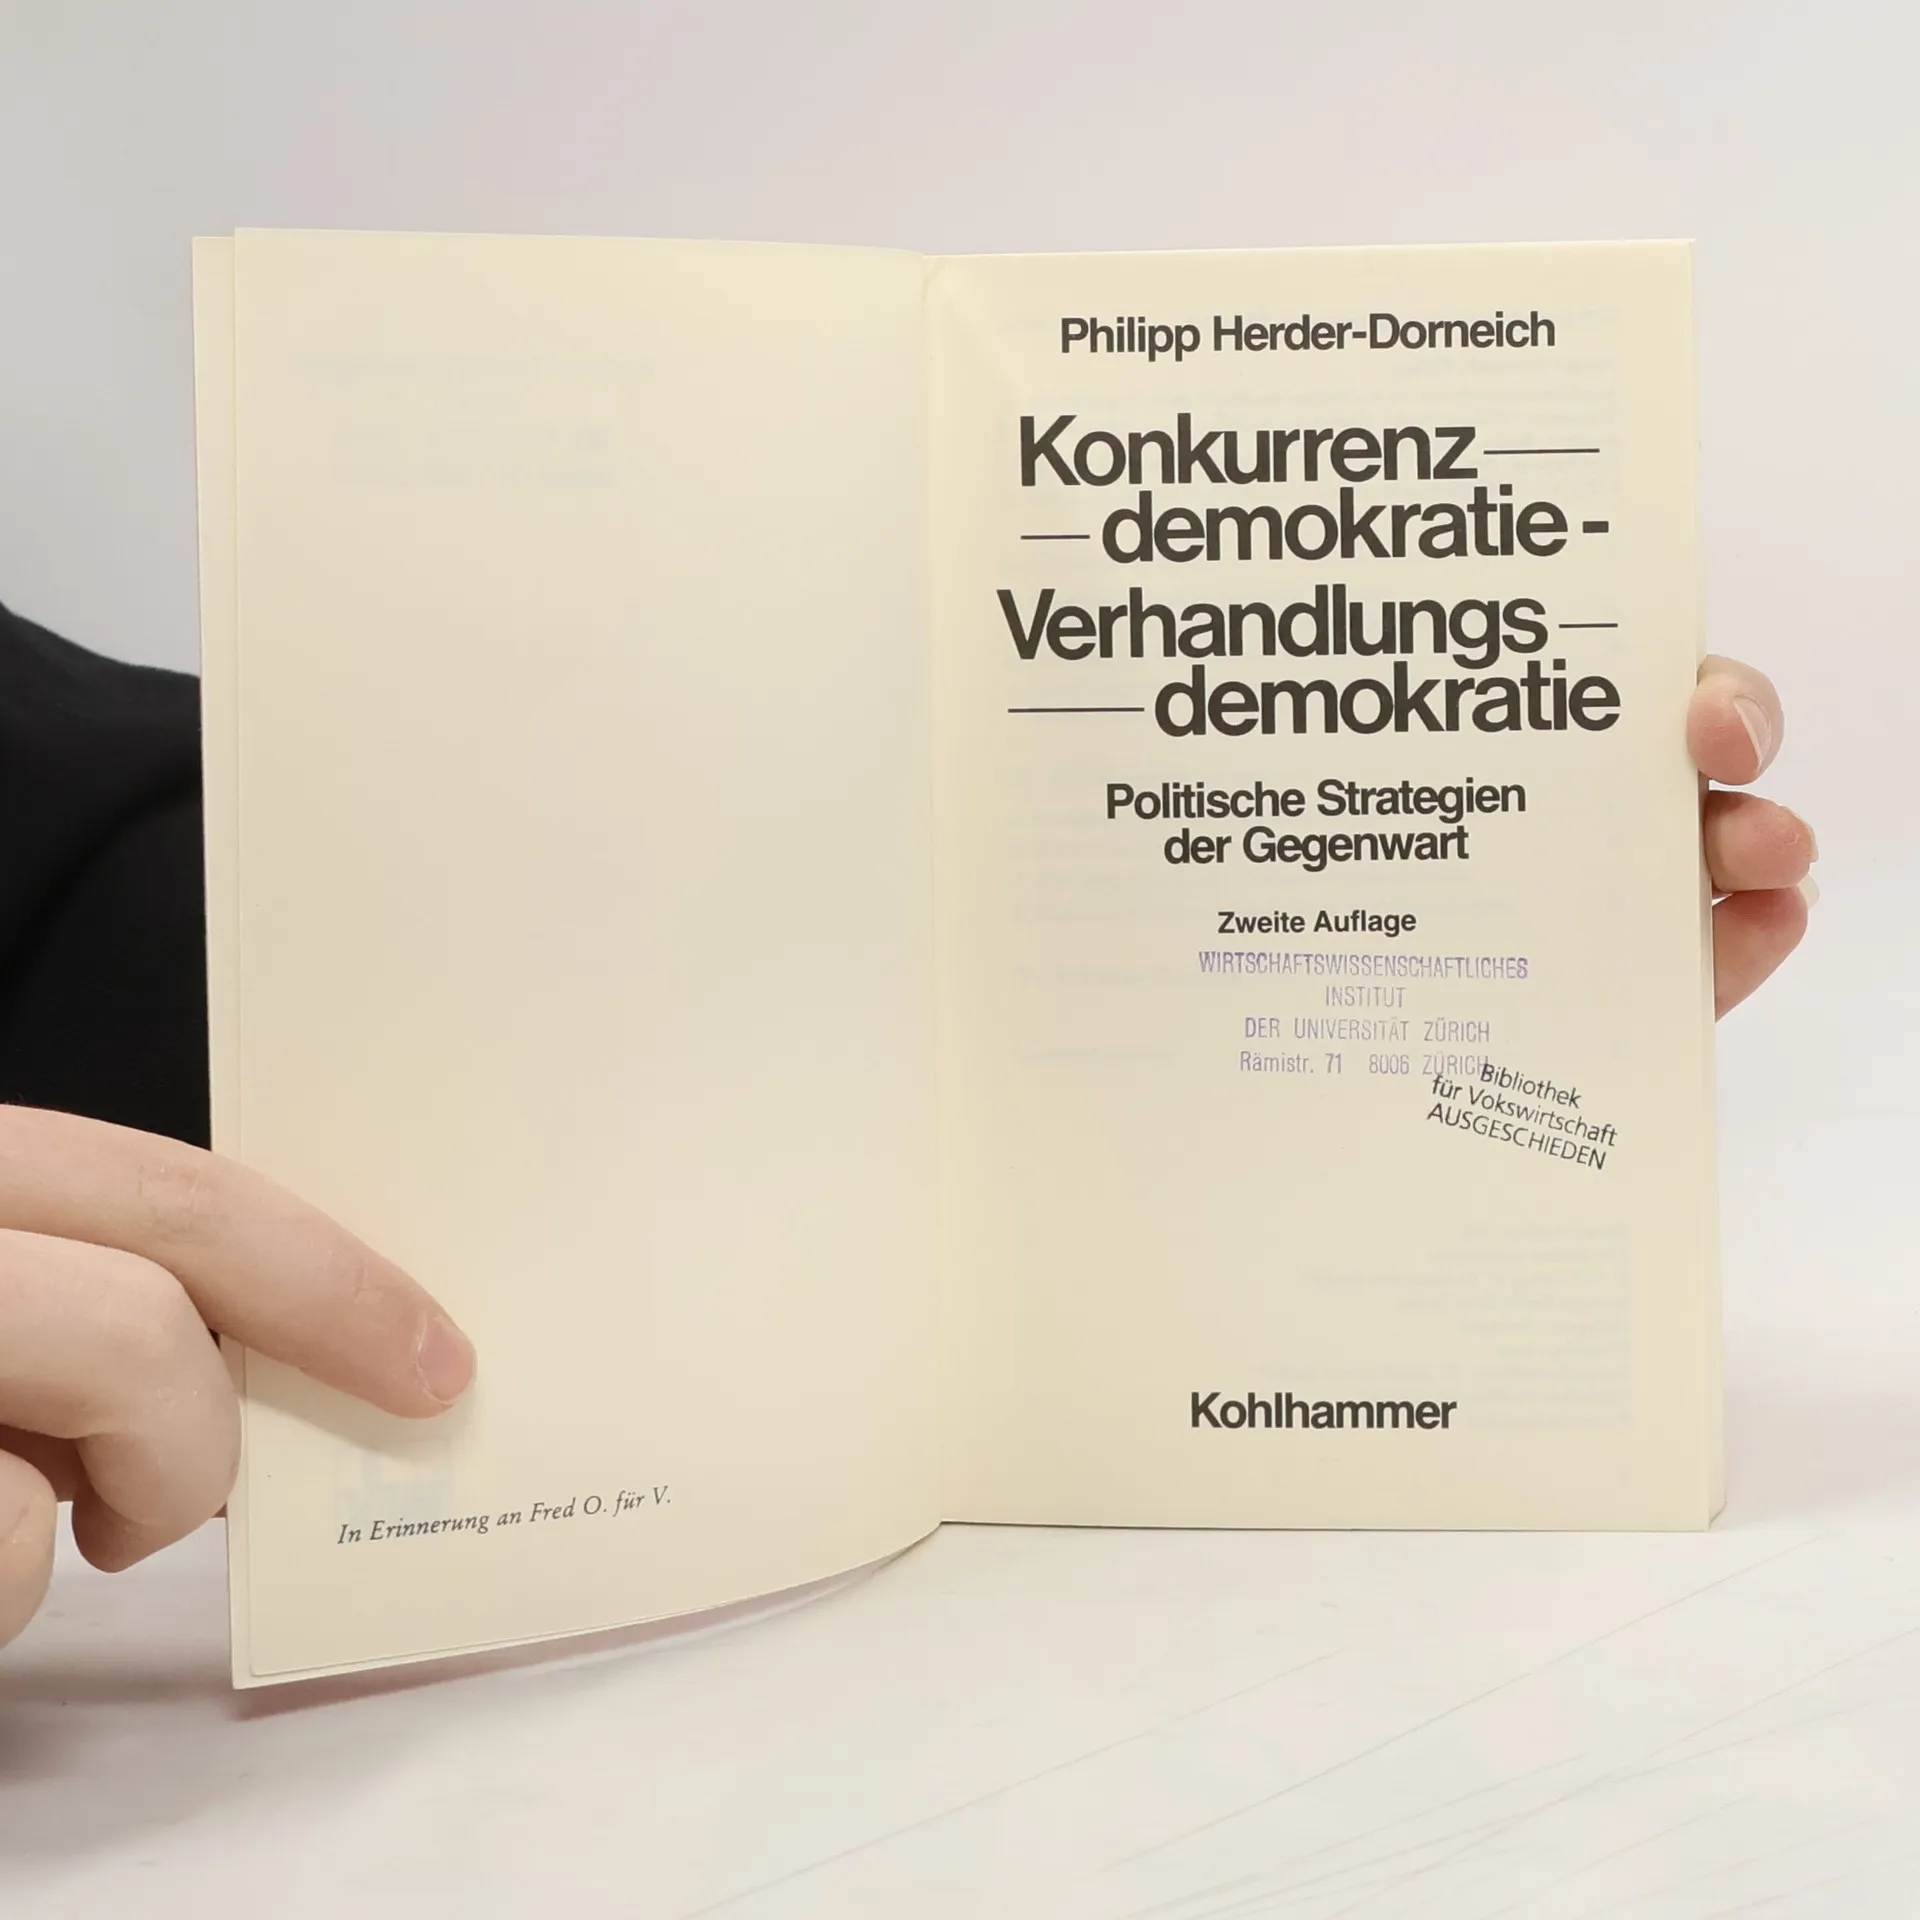 In Erinnerung an Fred O. für V.
Philipp Herder-Dorneich
Konkurrenz—
—demokratie -
Verhandlungs—
—demokratie
Politische Strategien
der Gegenwart
Zweite Auflage
WIRTSCHAFTSWISSENSCHAFTLICHES
INSTITUT
DER UNIVERSITÄT ZÜRICH
Rämistr. 71 8006 ZÜRICH
Bibliothek
für Vokswirtschaft
AUSGESCHIEDEN
Kohlhammer